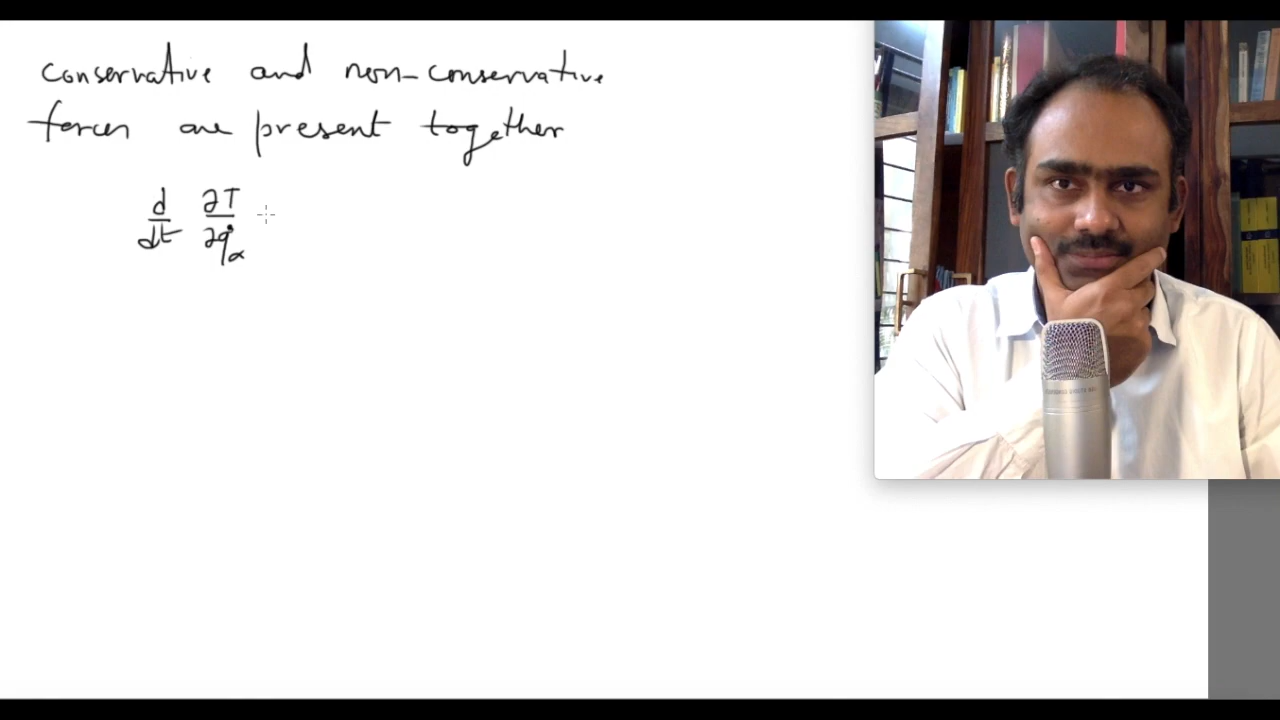 conservative and non-conservative
forces are present together
d/dt ∂T/∂q̇α